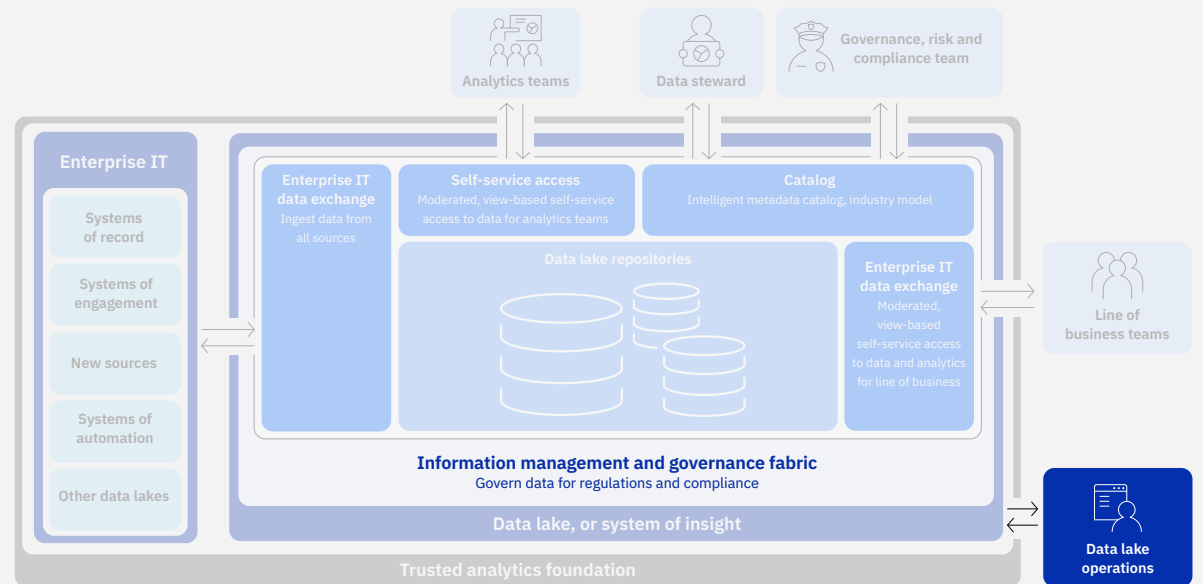 Analytics teams
Data steward
Governance, risk and
compliance team
Enterprise IT
Systems
of record
Systems of
engagement
New sources
Systems of
automation
Other data lakes
Enterprise IT
data exchange
Ingest data from
all sources
Self-service access
Moderated, view-based self-service
access to data for analytics teams
Catalog
Intelligent metadata catalog, industry model
Data lake repositories
Enterprise IT
data exchange
Moderated,
view-based
self-service access
to data and analytics
for line of business
Line of
business teams
Information management and governance fabric
Govern data for regulations and compliance
Data lake, or system of insight
Data lake
operations
Trusted analytics foundation